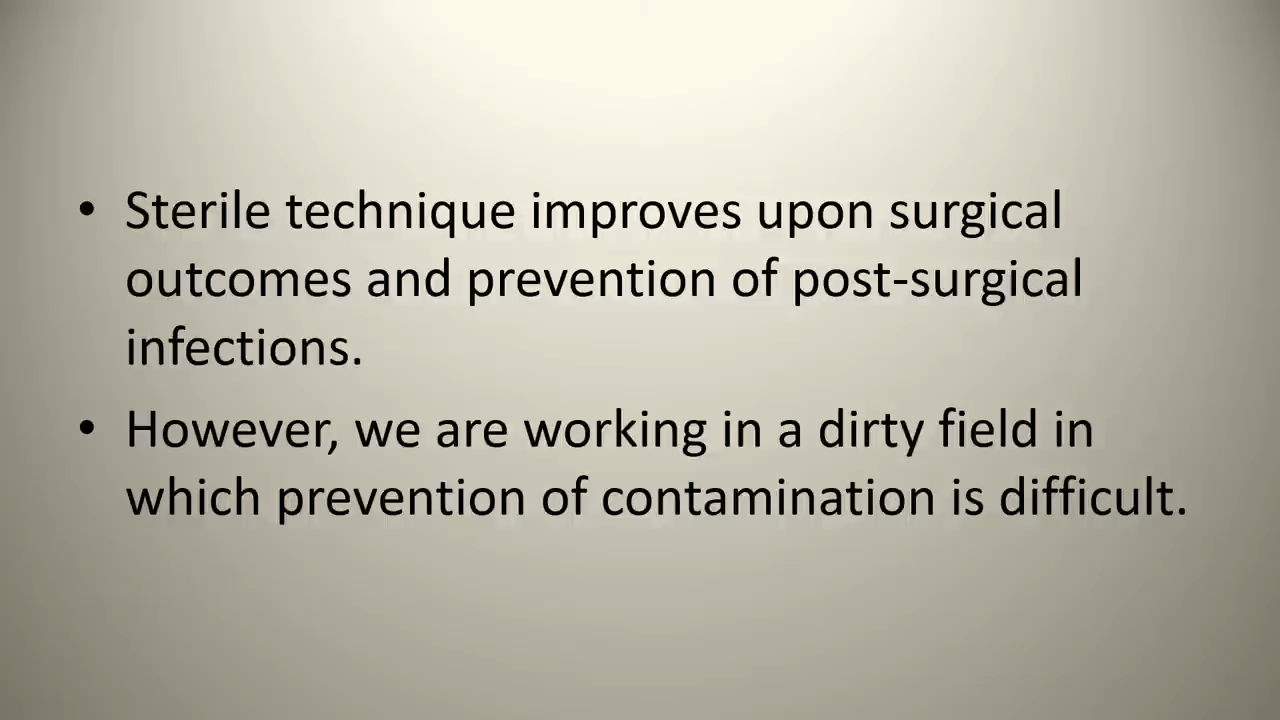 • Sterile technique improves upon surgical
outcomes and prevention of post-surgical
infections.
• However, we are working in a dirty field in
which prevention of contamination is difficult.